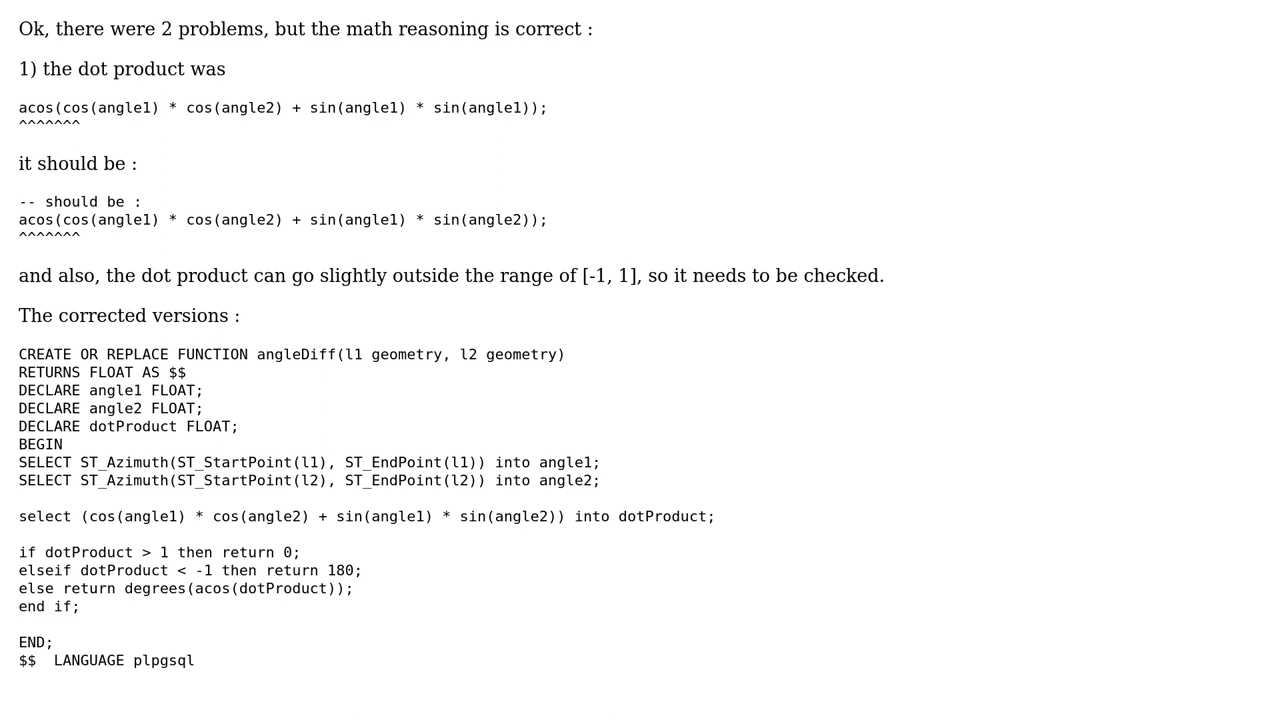 Ok, there were 2 problems, but the math reasoning is correct :
1) the dot product was
acos(cos(angle1) * cos(angle2) + sin(angle1) * sin(angle1));
^^^^^^^
it should be :
-- should be :
acos(cos(angle1) * cos(angle2) + sin(angle1) * sin(angle2));
^^^^^^^
and also, the dot product can go slightly outside the range of [-1, 1], so it needs to be checked.
The corrected versions :
CREATE OR REPLACE FUNCTION angleDiff(l1 geometry, l2 geometry)
RETURNS FLOAT AS $$
DECLARE angle1 FLOAT;
DECLARE angle2 FLOAT;
DECLARE dotProduct FLOAT;
BEGIN
SELECT ST_Azimuth(ST_StartPoint(l1), ST_EndPoint(l1)) into angle1;
SELECT ST_Azimuth(ST_StartPoint(l2), ST_EndPoint(l2)) into angle2;
select (cos(angle1) * cos(angle2) + sin(angle1) * sin(angle2)) into dotProduct;
if dotProduct > 1 then return 0;
elseif dotProduct < -1 then return 180;
else return degrees(acos(dotProduct));
end if;
END;
$$  LANGUAGE plpgsql